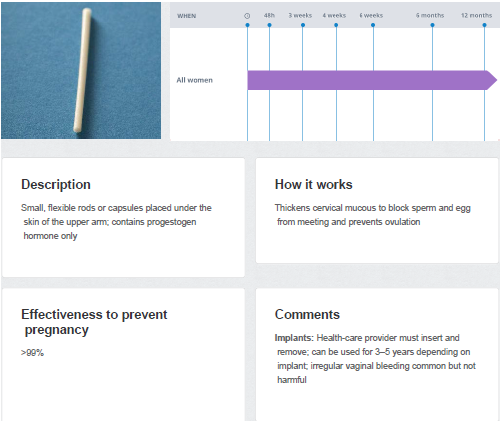 WHEN
48h
3 weeks
4 weeks
6 weeks
6 months
12 months
All women
Description
Small, flexible rods or capsules placed under the
skin of the upper arm; contains progestogen
hormone only
How it works
Thickens cervical mucous to block sperm and egg
from meeting and prevents ovulation
Effectiveness to prevent
pregnancy
>99%
Comments
Implants: Health-care provider must insert and
remove; can be used for 3–5 years depending on
implant; irregular vaginal bleeding common but not
harmful